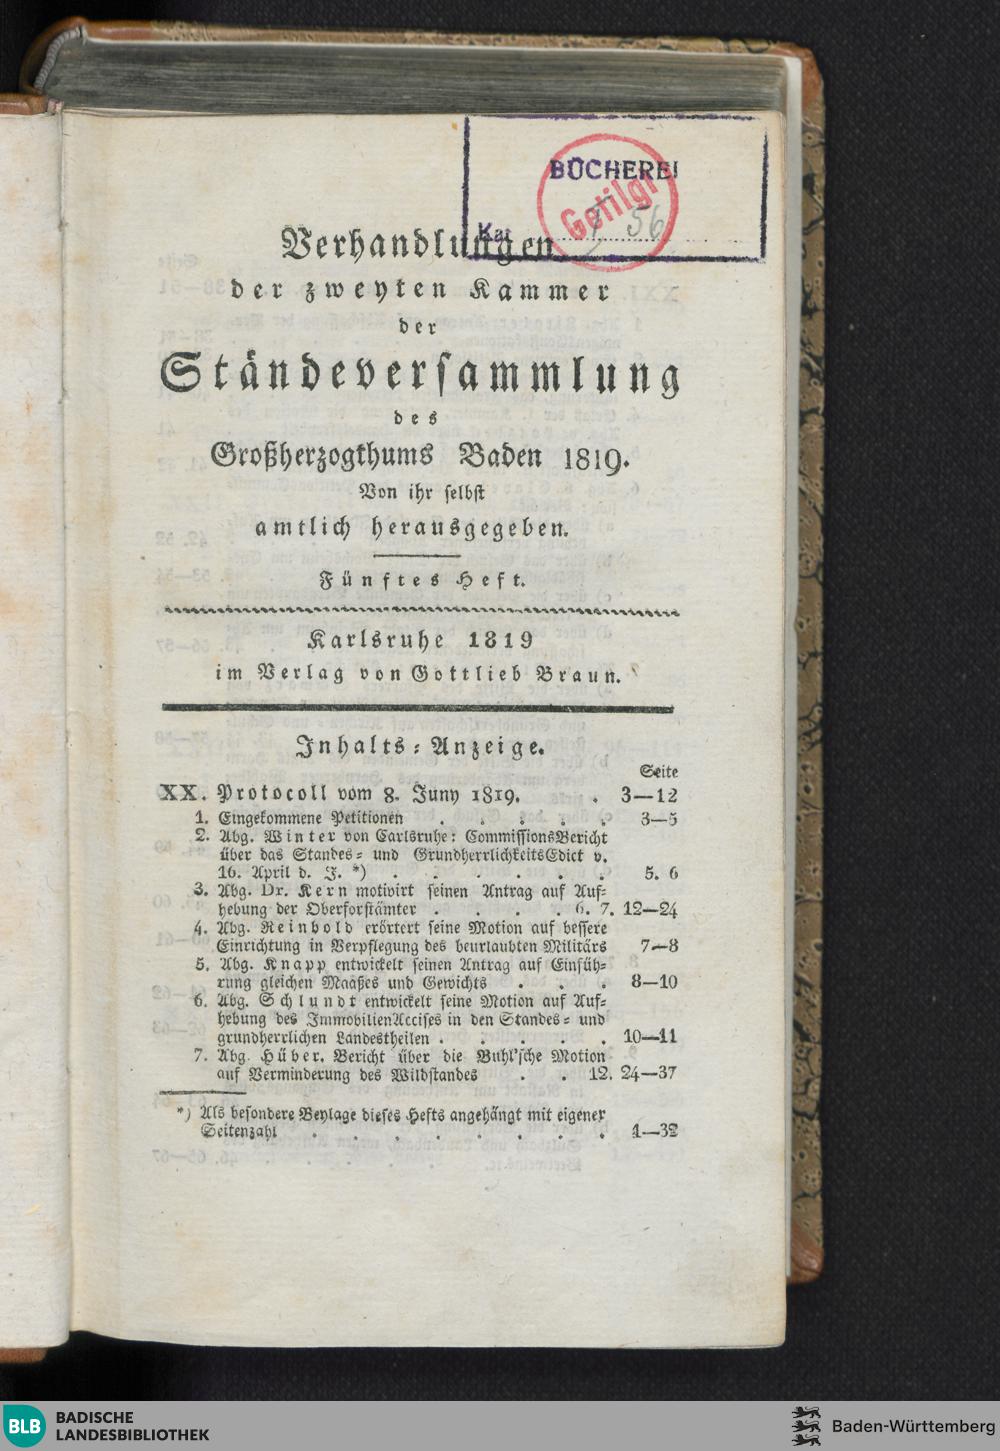 BÜCHEREI
Getilgt
Kat
56
Verhandlungen
der zweyten Kammer
der
Ständeversammlung
des
Großherzogthums Baden 1819.
Von ihr selbst
amtlich herausgegeben.
Fünftes Heft.
Karlsruhe 1819
im Verlag von Gottlieb Braun.
Inhalts-Anzeige.
Seite
XX. Protocoll vom 8. Juny 1819. . 3—12
1. Eingekommene Petitionen . . . . . 3—5
2. Abg. Winter von Carlsruhe: CommissionsBericht
über das Standes- und GrundherrlichkeitsEdict v.
16. April d. J. *) . . . . . . 5. 6
3. Abg. Dr. Kern motivirt seinen Antrag auf Auf-
hebung der Oberforstämter . . . . 6. 7. 12—24
4. Abg. Reinbold erörtert seine Motion auf bessere
Einrichtung in Verpflegung des beurlaubten Militärs 7—8
5. Abg. Knapp entwickelt seinen Antrag auf Einfüh-
rung gleichen Maaßes und Gewichts . . . 8—10
6. Abg. Schlundt entwickelt seine Motion auf Auf-
hebung des ImmobilienAccises in den Standes- und
grundherrlichen Landestheilen . . . . . 10—11
7. Abg. Hüber. Bericht über die Buhl'sche Motion
auf Verminderung des Wildstandes . . 12. 24—37
*) Als besondere Beylage dieses Hefts angehängt mit eigener
Seitenzahl . . . . . . . . 1—32
BLB
BADISCHE
LANDESBIBLIOTHEK
Baden-Württemberg